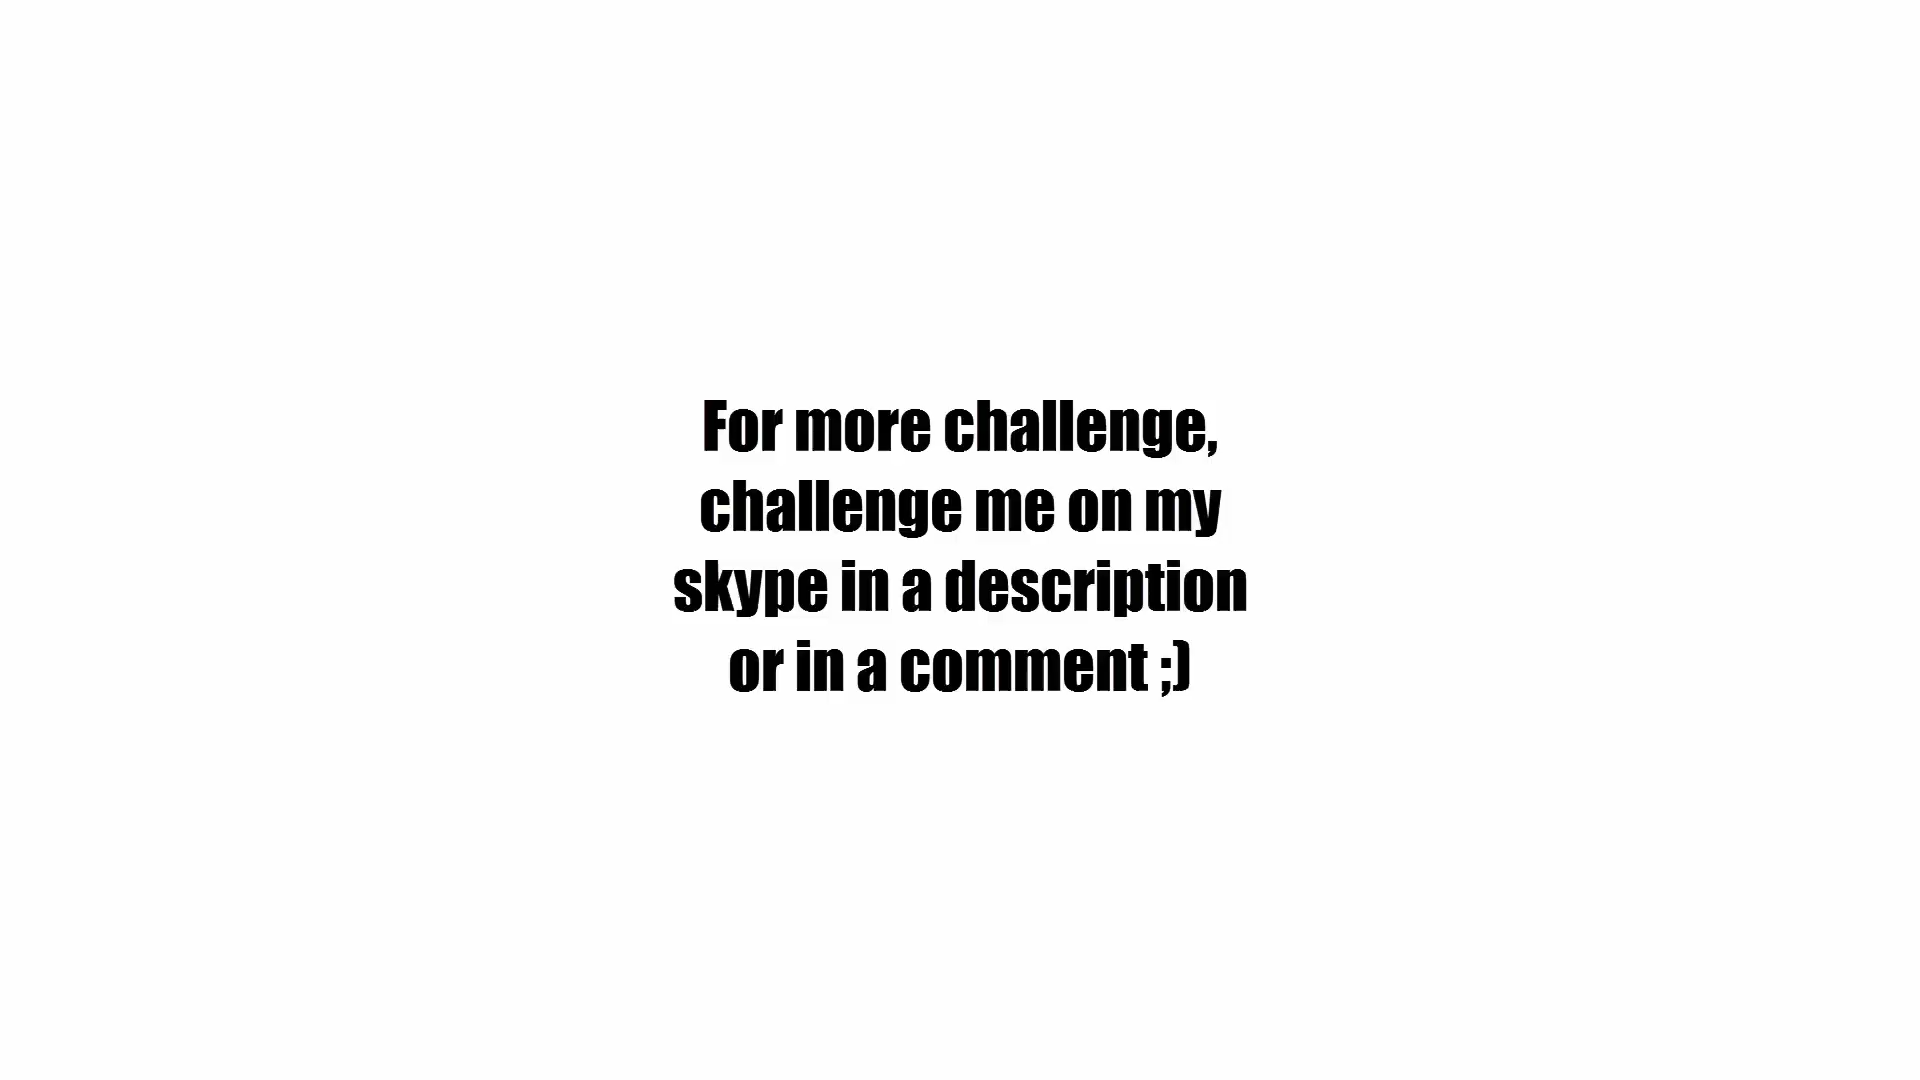 For more challenge,
challenge me on my
skype in a description
or in a comment ;)